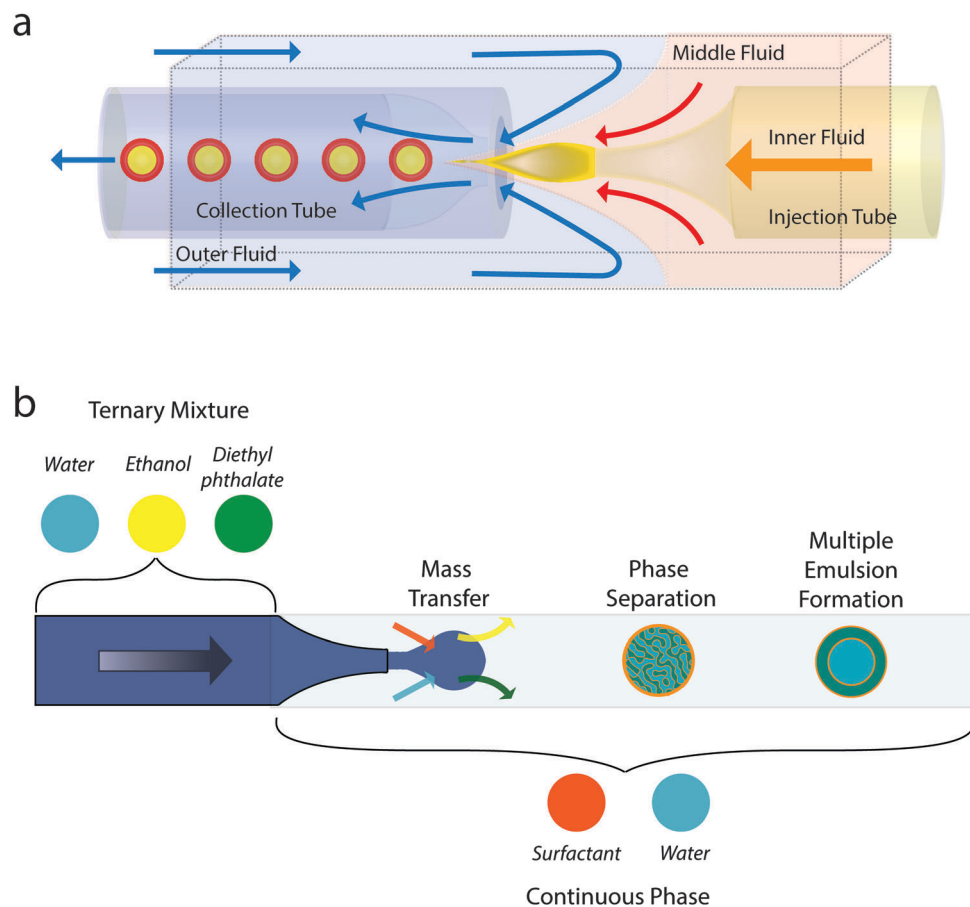 a
Middle Fluid
Inner Fluid
Collection Tube
Injection Tube
Outer Fluid
b
Ternary Mixture
Water
Ethanol
Diethyl
phthalate
Mass
Transfer
Phase
Separation
Multiple
Emulsion
Formation
Surfactant
Water
Continuous Phase